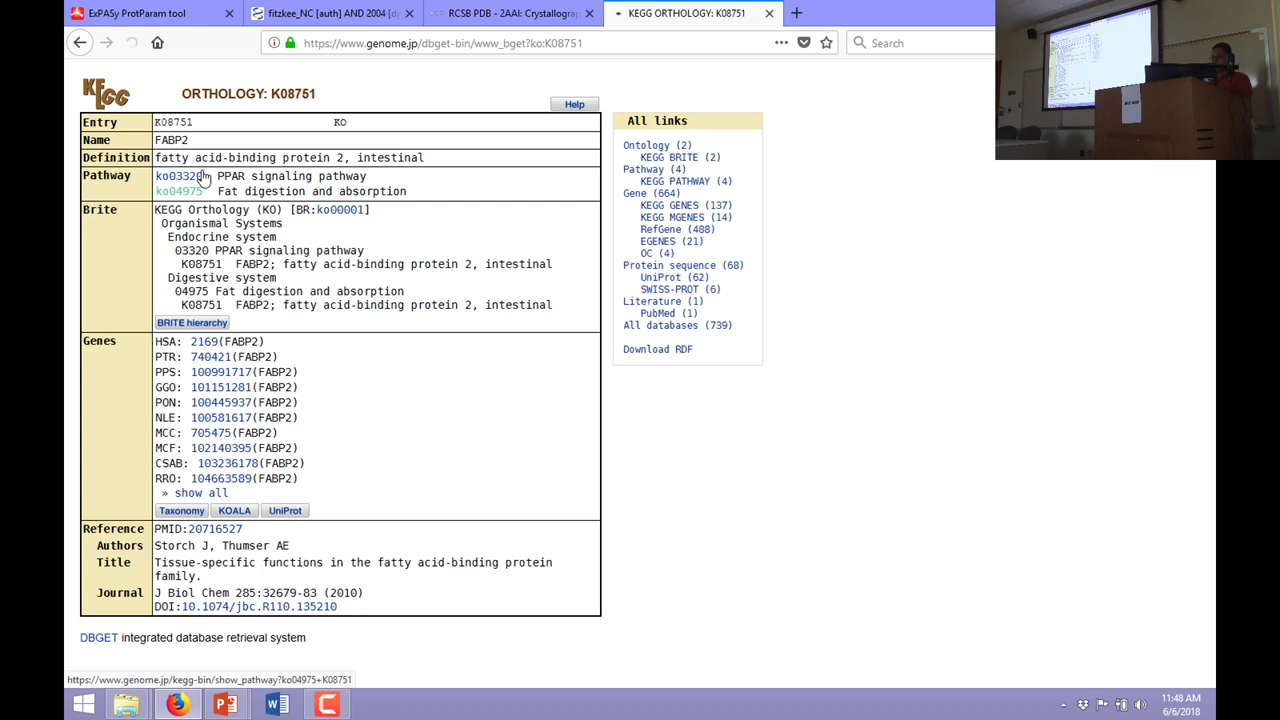 ExPASy ProtParam tool
fitzkee_NC [auth] AND 2004 [d
RCSB PDB - 2JAI: Crystallograp
KEGG ORTHOLOGY: K08751
https://www.genome.jp/dbget-bin/www_bget?ko:K08751
Search
KEGG
ORTHOLOGY: K08751
Help
Entry K08751 KO
Name FABP2
Definition fatty acid-binding protein 2, intestinal
Pathway ko03320 PPAR signaling pathway
ko04975 Fat digestion and absorption
Brite KEGG Orthology (KO) [BR:ko00001]
Organismal Systems
Endocrine system
03320 PPAR signaling pathway
K08751 FABP2; fatty acid-binding protein 2, intestinal
Digestive system
04975 Fat digestion and absorption
K08751 FABP2; fatty acid-binding protein 2, intestinal
BRITE hierarchy
Genes HSA: 2169(FABP2)
PTR: 740421(FABP2)
PPS: 100991717(FABP2)
GGO: 101151281(FABP2)
PON: 100445937(FABP2)
NLE: 100581617(FABP2)
MCC: 705475(FABP2)
MCF: 102140395(FABP2)
CSAB: 103236178(FABP2)
RRO: 104663589(FABP2)
» show all
Taxonomy KOALA UniProt
Reference PMID:20716527
Authors Storch J, Thumser AE
Title Tissue-specific functions in the fatty acid-binding protein
family.
Journal J Biol Chem 285:32679-83 (2010)
DOI:10.1074/jbc.R110.135210
DBGET integrated database retrieval system
All links
Ontology (2)
KEGG BRITE (2)
Pathway (4)
KEGG PATHWAY (4)
Gene (664)
KEGG GENES (137)
KEGG MGENES (14)
RefGene (488)
EGENES (21)
OC (4)
Protein sequence (68)
UniProt (62)
SWISS-PROT (6)
Literature (1)
PubMed (1)
All databases (739)
Download RDF
https://www.genome.jp/kegg-bin/show_pathway?ko04975+K08751
11:48 AM
6/6/2018